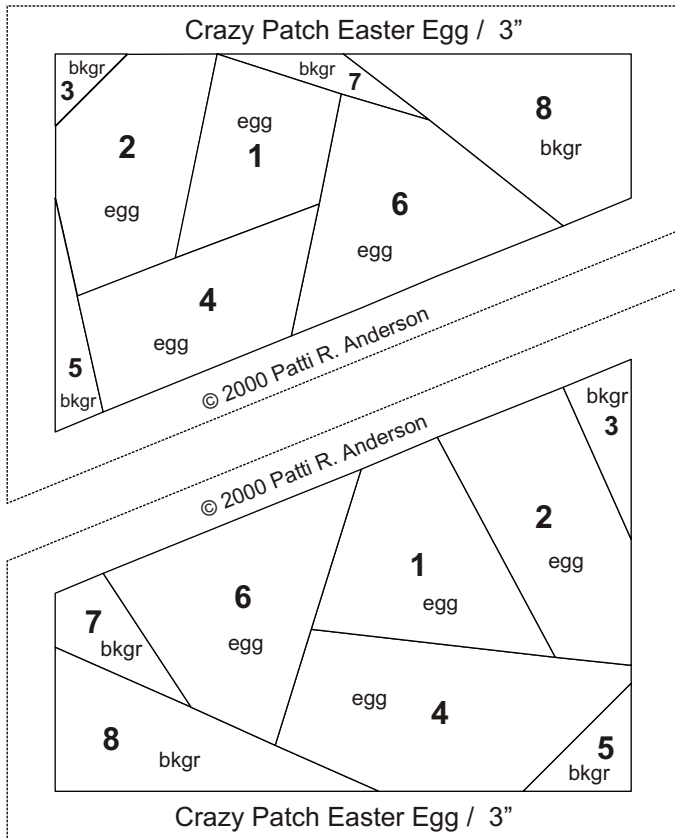 Crazy Patch Easter Egg / 3”
bkgr
3
bkgr
7
egg
1
8
bkgr
2
egg
6
egg
4
egg
5
bkgr
© 2000 Patti R. Anderson
© 2000 Patti R. Anderson
bkgr
3
2
egg
1
egg
6
egg
7
bkgr
egg
4
8
bkgr
5
bkgr
Crazy Patch Easter Egg / 3”